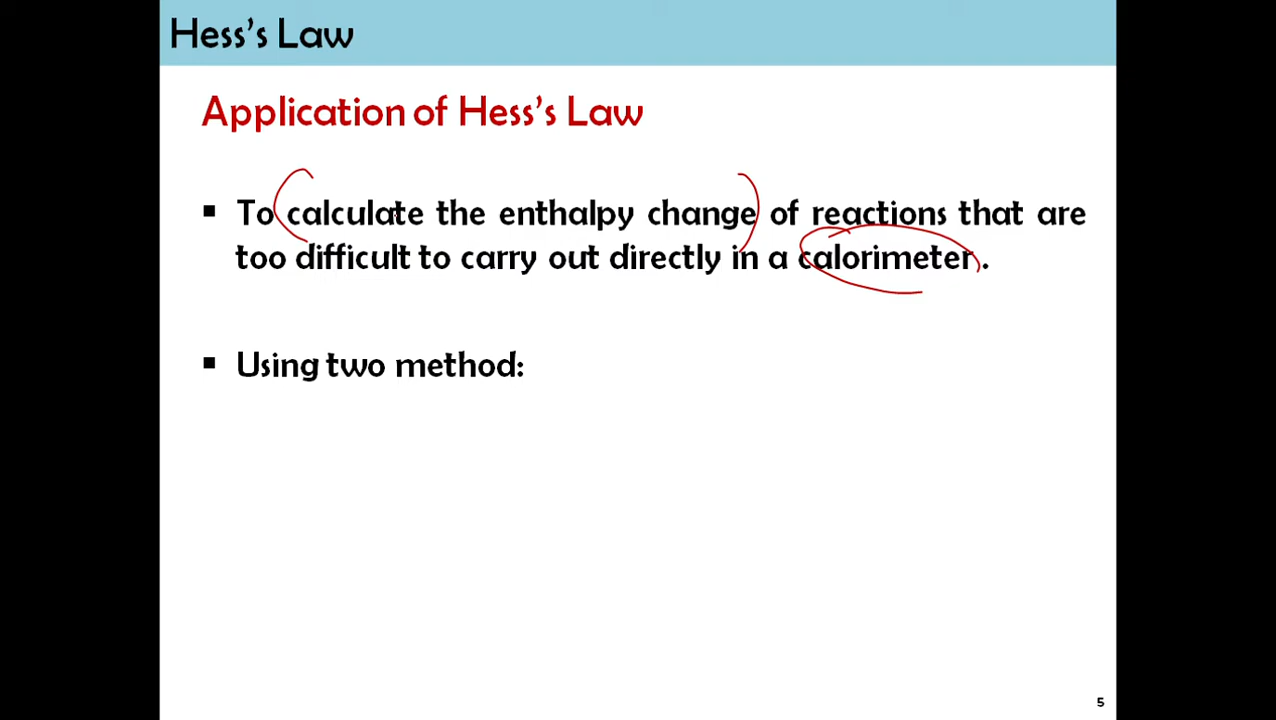 Hess's Law
Application of Hess's Law
▪ To calculate the enthalpy change of reactions that are
too difficult to carry out directly in a calorimeter .
▪ Using two method:
5